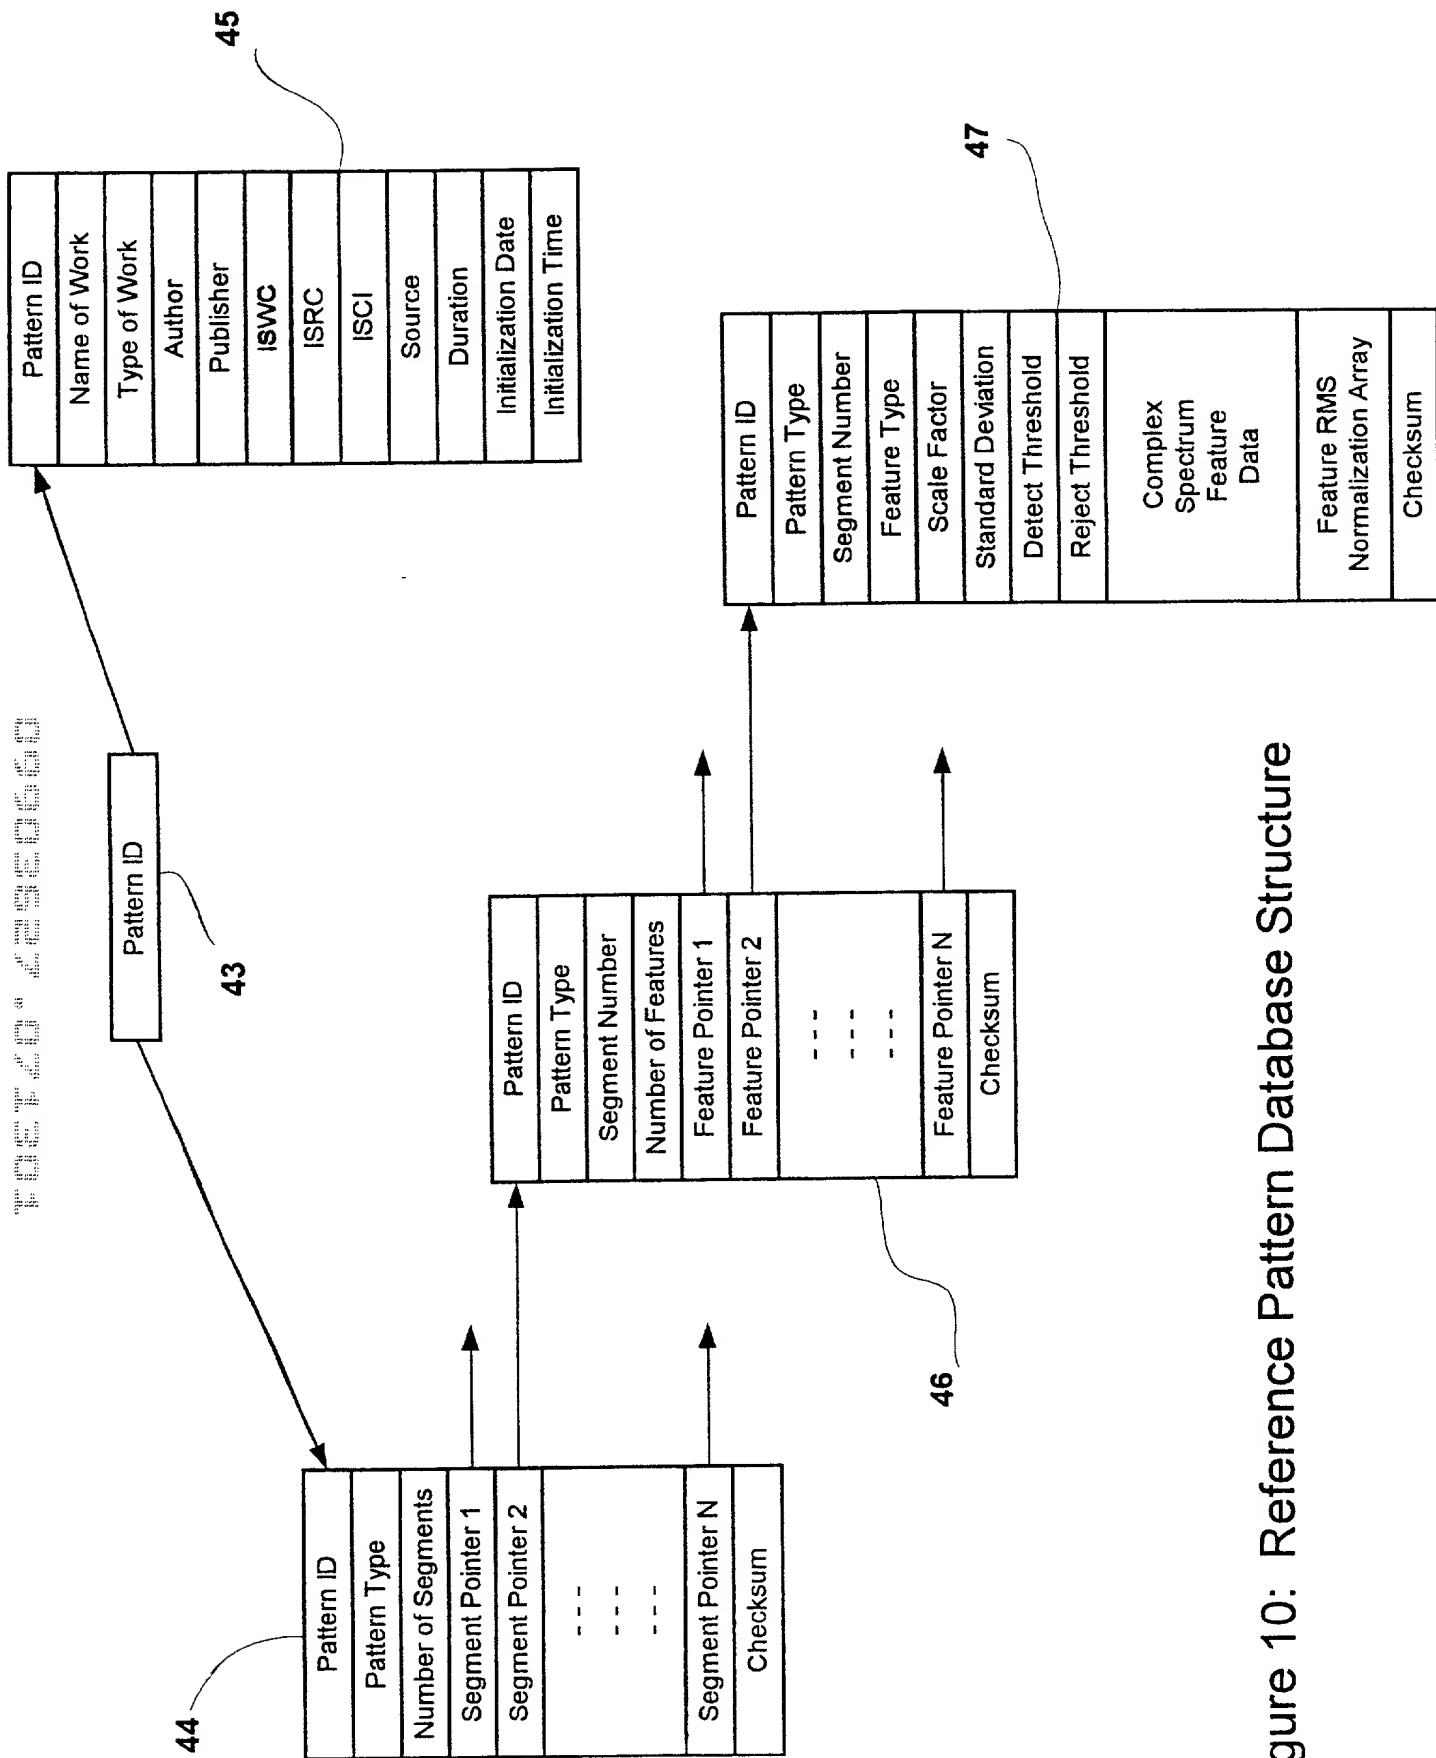 45
Pattern ID
Name of Work
Type of Work
Author
Publisher
ISWC
ISRC
ISCI
Source
Duration
Initialization Date
Initialization Time
Pattern ID
43
44
Pattern ID
Pattern Type
Number of Segments
Segment Pointer 1
Segment Pointer 2
- - -
- - -
- - -
Segment Pointer N
Checksum
Pattern ID
Pattern Type
Segment Number
Number of Features
Feature Pointer 1
Feature Pointer 2
- - -
- - -
- - -
Feature Pointer N
Checksum
46
47
Pattern ID
Pattern Type
Segment Number
Feature Type
Scale Factor
Standard Deviation
Detect Threshold
Reject Threshold
Complex
Spectrum
Feature
Data
Feature RMS
Normalization Array
Checksum
gure 10: Reference Pattern Database Structure